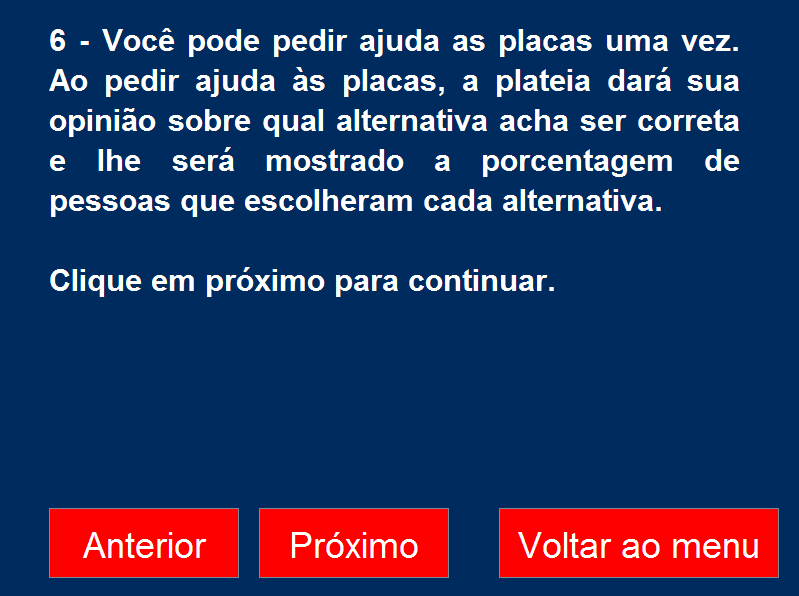 6 - Você pode pedir ajuda as placas uma vez.
Ao pedir ajuda às placas, a plateia dará sua
opinião sobre qual alternativa acha ser correta
e lhe será mostrado a porcentagem de
pessoas que escolheram cada alternativa.
Clique em próximo para continuar.
Anterior
Próximo
Voltar ao menu